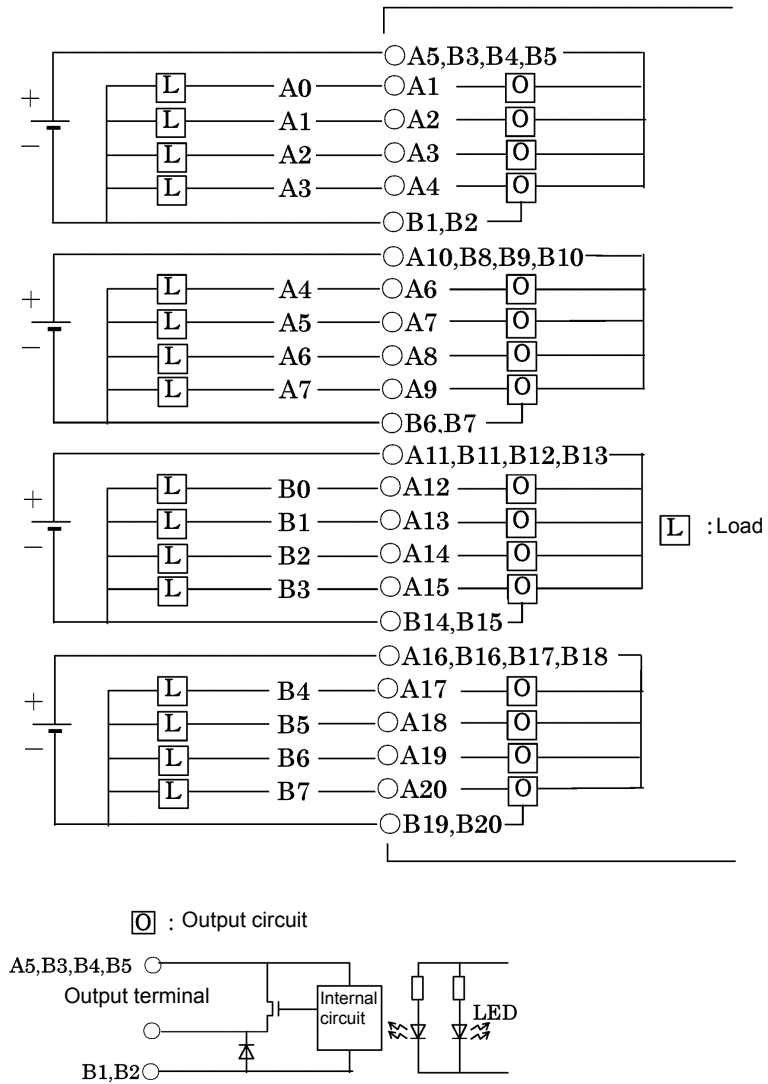 A5,B3,B4,B5
+
L A0 A1 O
L A1 A2 O
L A2 A3 O
L A3 A4 O
−
B1,B2
A10,B8,B9,B10
+
L A4 A6 O
L A5 A7 O
L A6 A8 O
L A7 A9 O
−
B6,B7
A11,B11,B12,B13
+
L B0 A12 O
L B1 A13 O
L B2 A14 O
L B3 A15 O
−
B14,B15
L :Load
A16,B16,B17,B18
+
L B4 A17 O
L B5 A18 O
L B6 A19 O
L B7 A20 O
−
B19,B20
O : Output circuit
A5,B3,B4,B5
Output terminal
Internal
circuit
LED
B1,B2